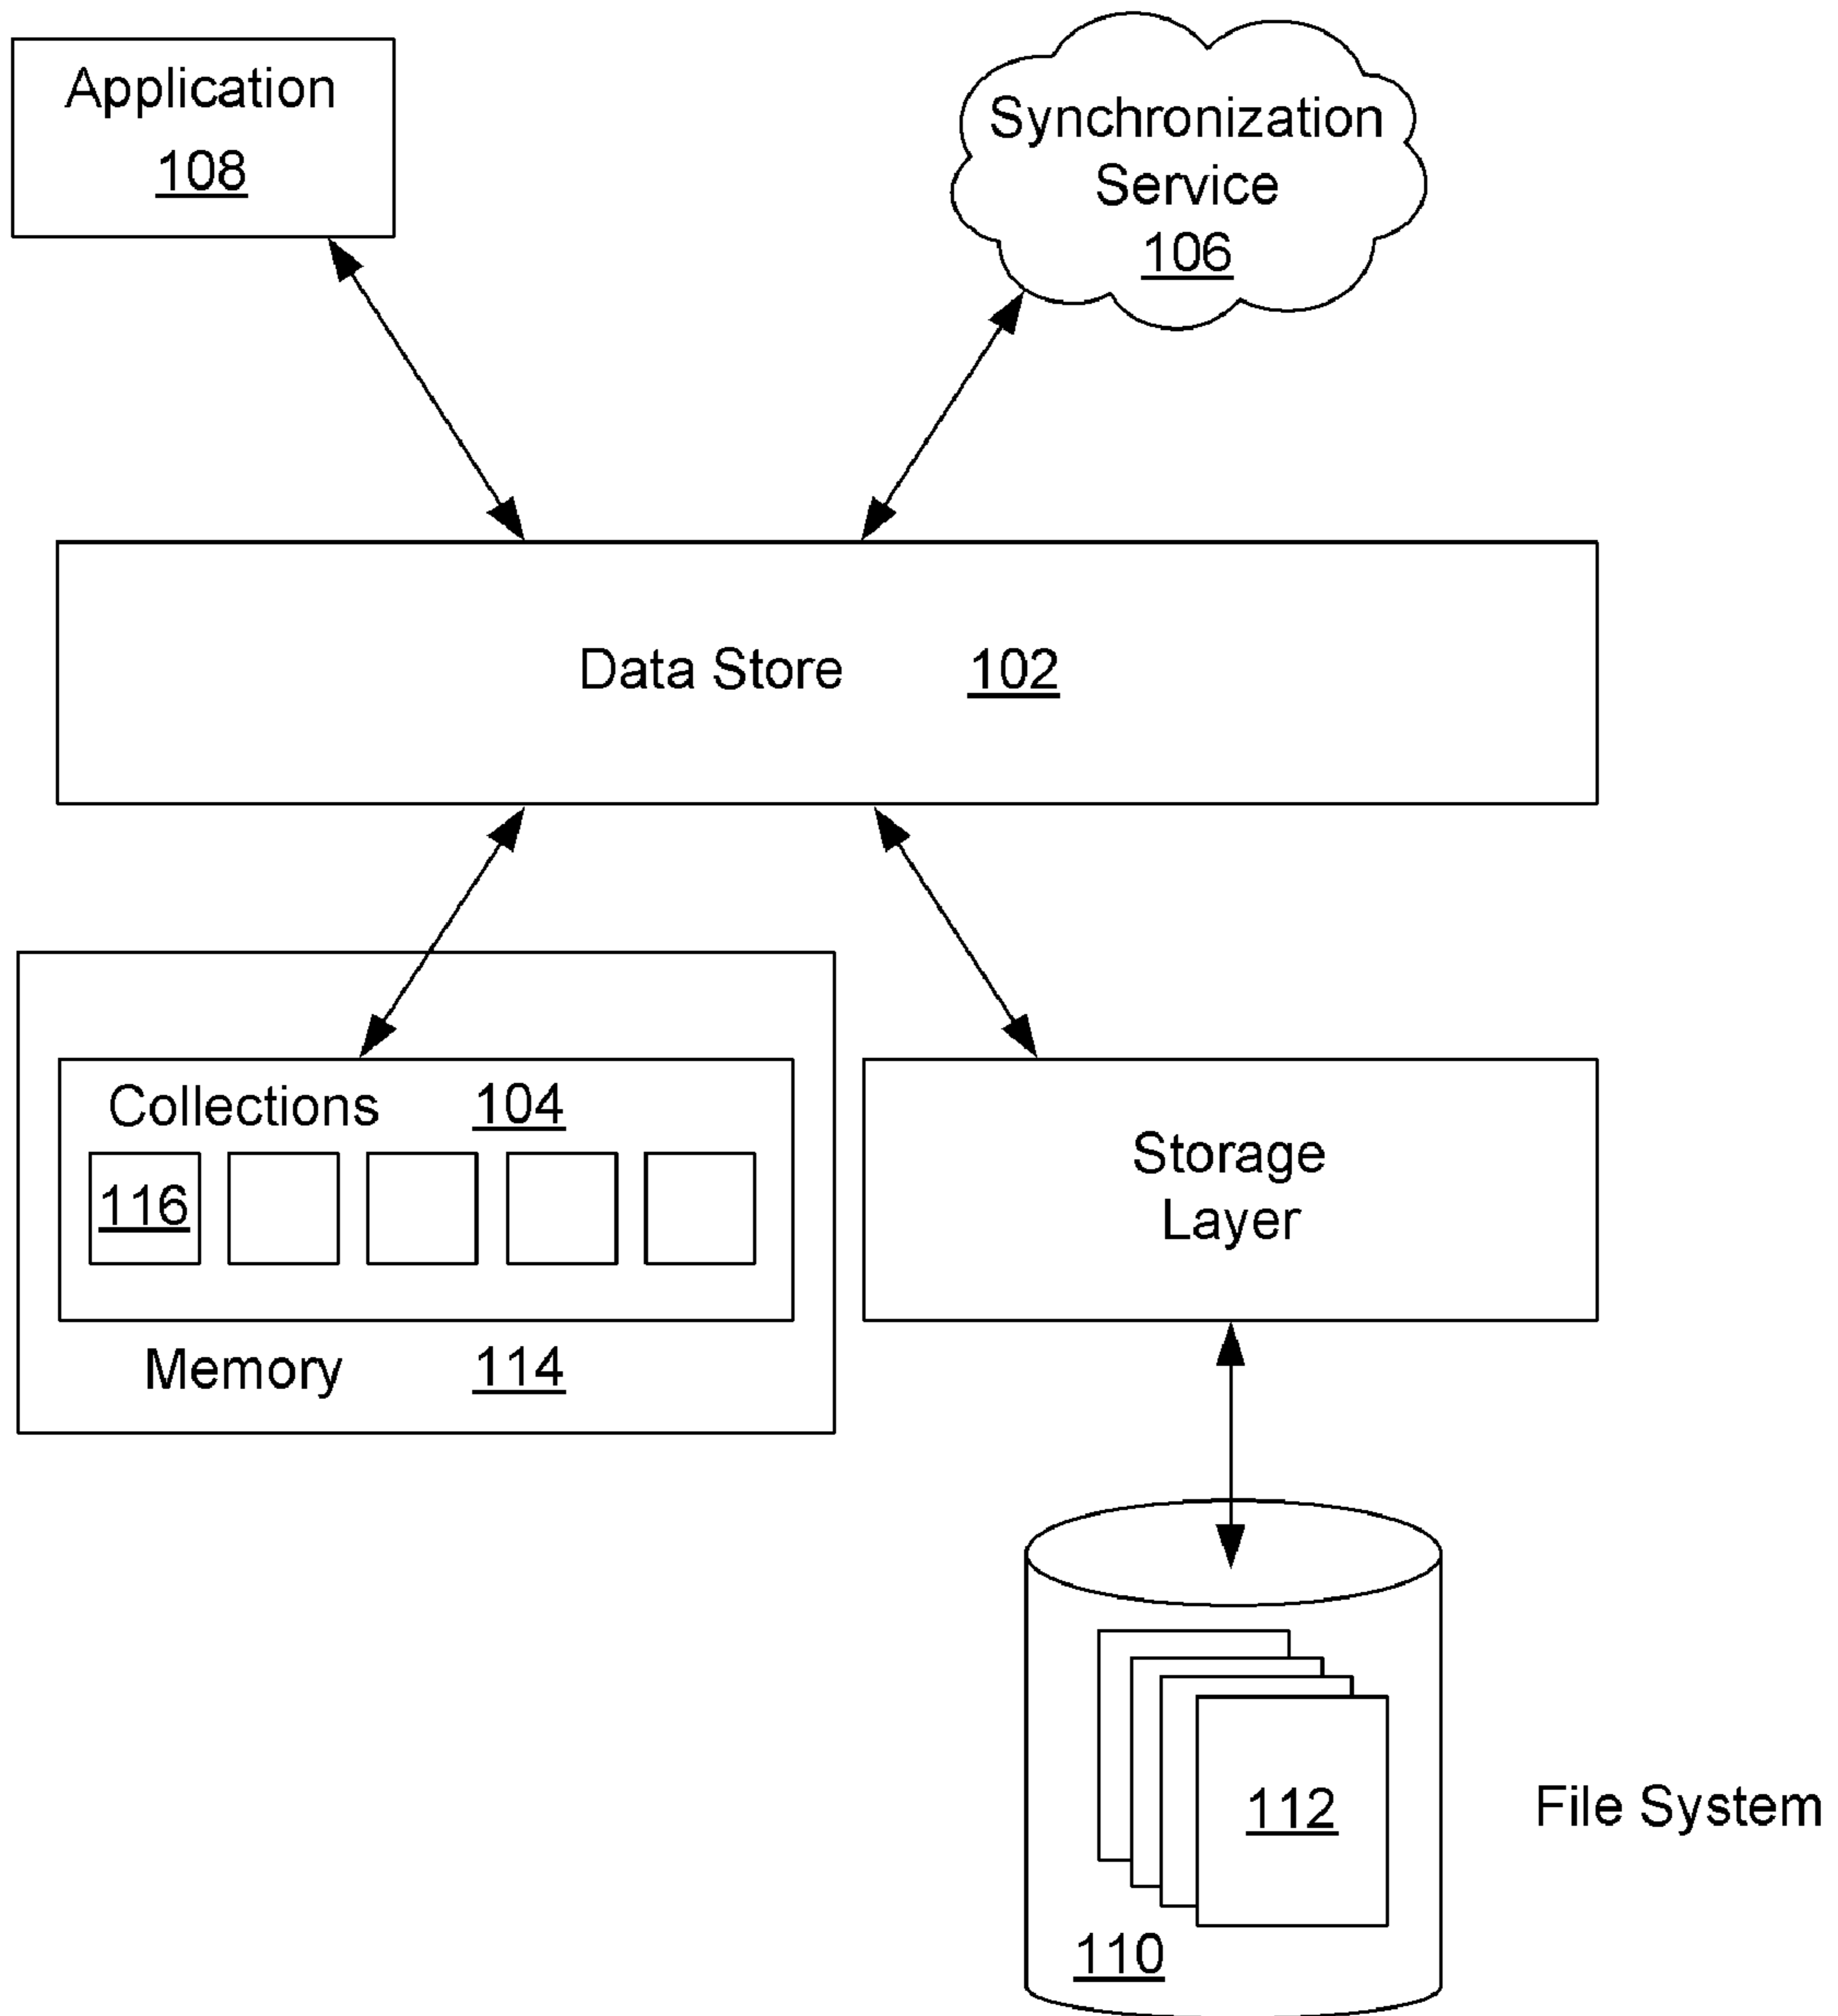 Application
108
Synchronization
Service
106
Data Store 102
Collections 104
116
Memory 114
Storage
Layer
112
File System
110